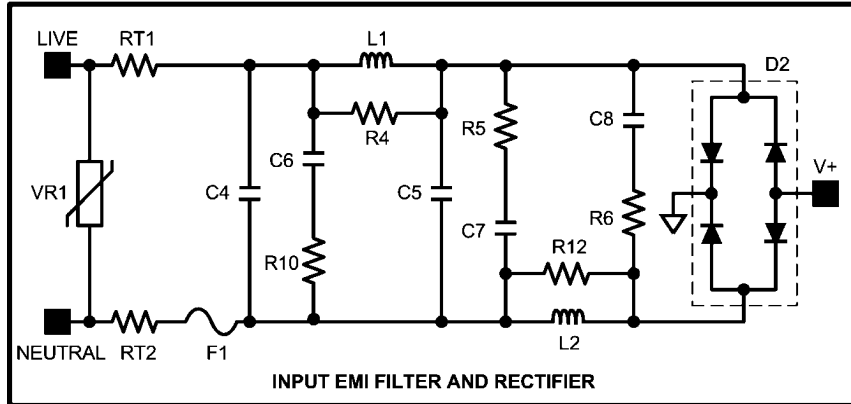 LIVE
RT1
L1
D2
R4
R5
C8
C6
V+
VR1
C4
C5
C7
R6
R10
R12
NEUTRAL
RT2
F1
L2
INPUT EMI FILTER AND RECTIFIER